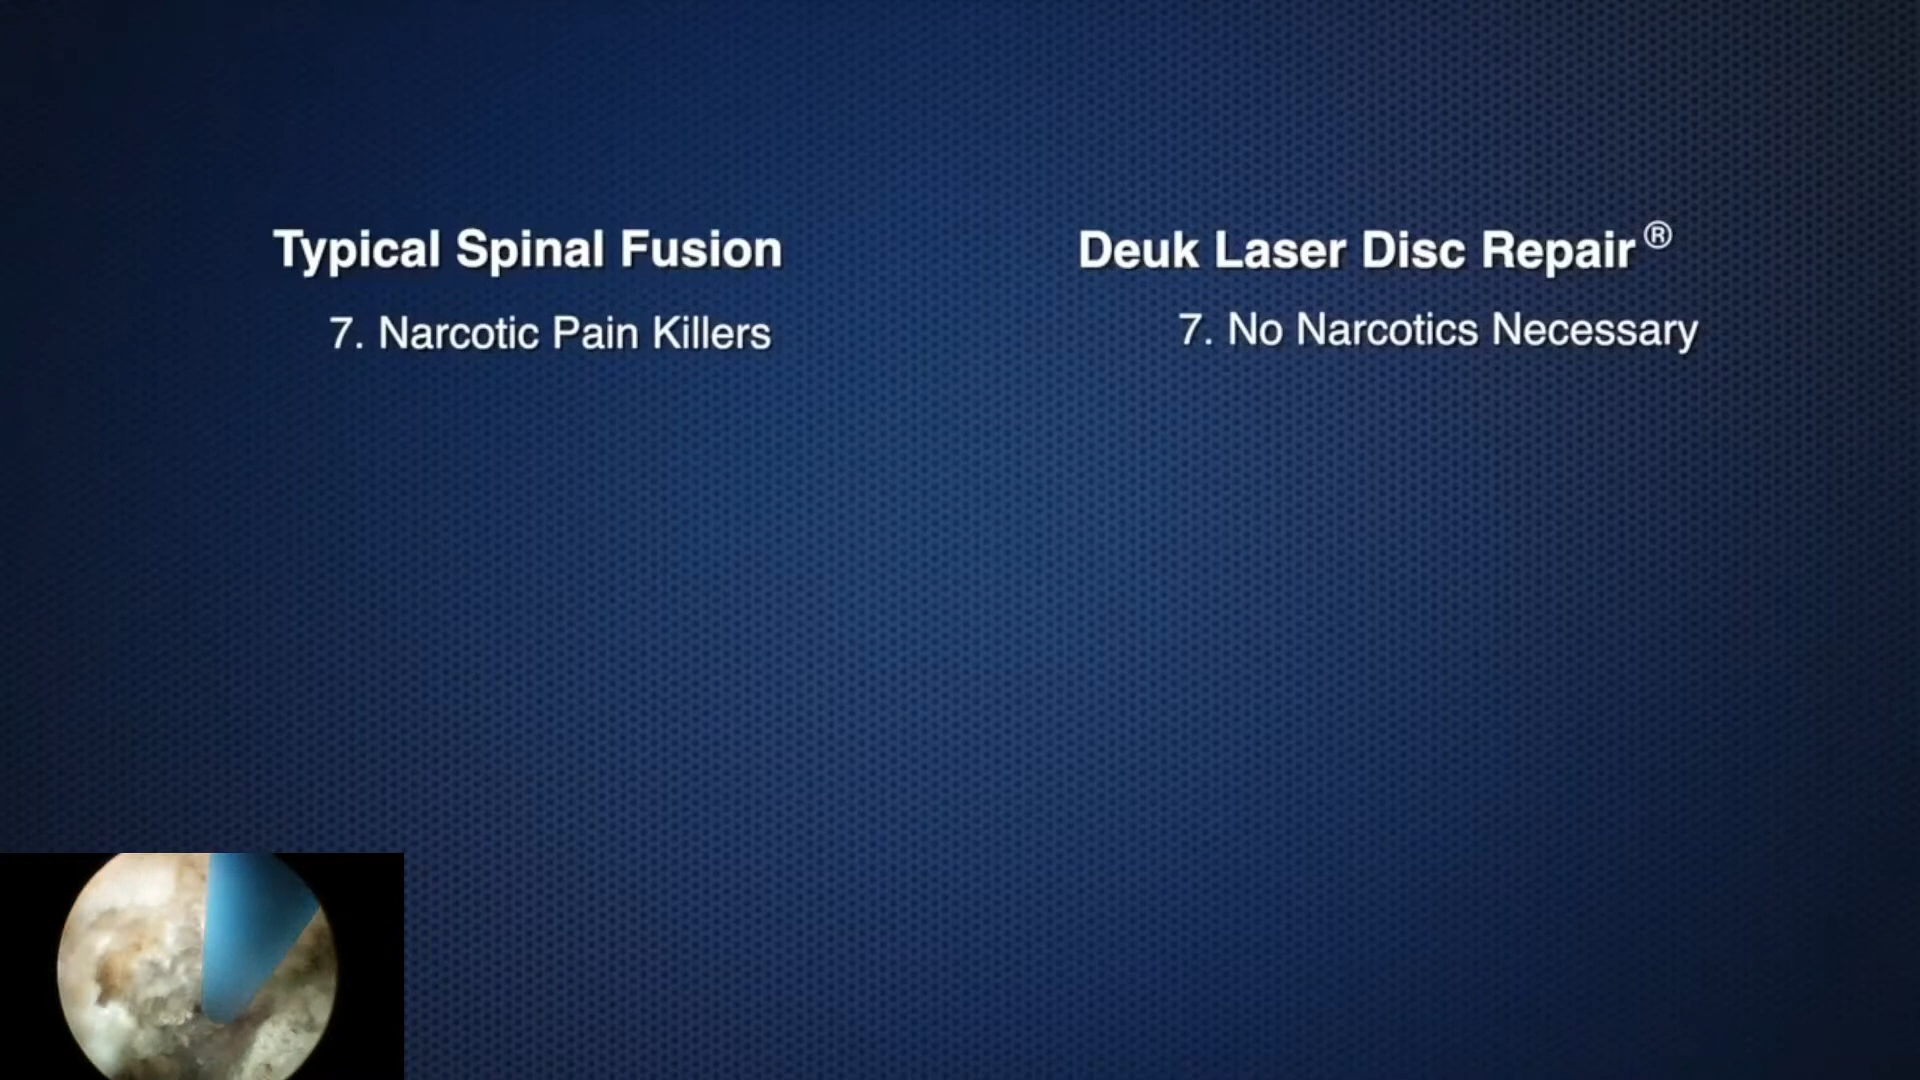 Typical Spinal Fusion
7. Narcotic Pain Killers
Deuk Laser Disc Repair®
7. No Narcotics Necessary